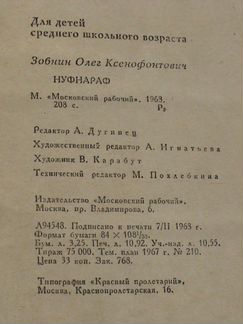 Для детей
среднего школьного возраста
Зобнин Олег Ксенофонтович
НУФНАРАФ
М. «Московский рабочий». 1963.
208 с. Р₂
Редактор А. Дугинец
Художественный редактор А. Игнатьева
Художник В. Карабут
Технический редактор М. Похлебкина
Издательство «Московский рабочий».
Москва, пр. Владимирова, 6.
Л94548. Подписано к печати 7/II 1968 г.
Формат бумаги 84 × 108¹/₃₂.
Бум. л. 3,25. Печ. л. 10,92. Уч.-изд. л. 10,55.
Тираж 75 000. Тем. план 1967 г. № 210.
Цена 33 коп. Зак. 768.
Типография «Красный пролетарий»,
Москва, Краснопролетарская, 16.